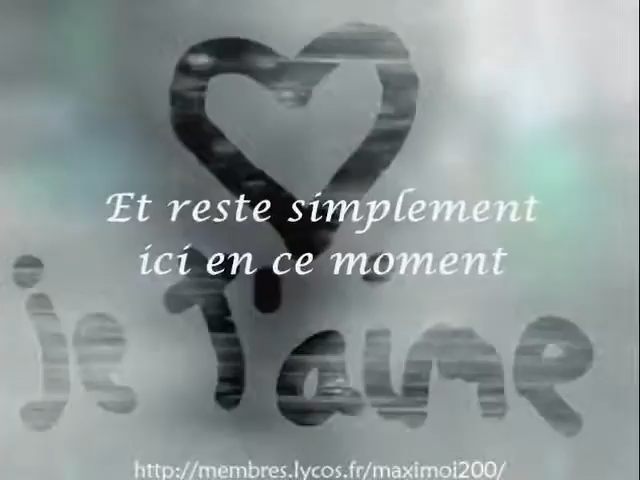 Et reste simplement
ici en ce moment
je t'aime
http://membres.lycos.fr/maximoi200/